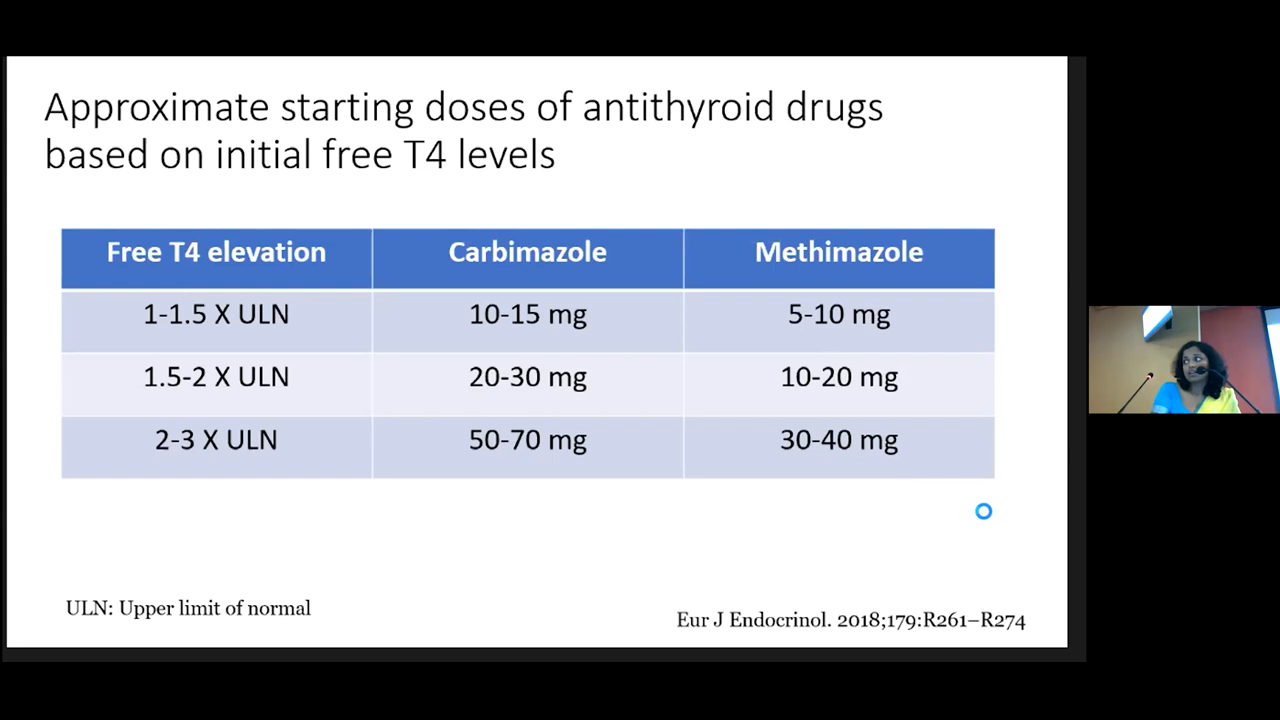 Approximate starting doses of antithyroid drugs
based on initial free T4 levels
Free T4 elevation Carbimazole Methimazole
1-1.5 X ULN 10-15 mg 5-10 mg
1.5-2 X ULN 20-30 mg 10-20 mg
2-3 X ULN 50-70 mg 30-40 mg
ULN: Upper limit of normal
Eur J Endocrinol. 2018;179:R261–R274